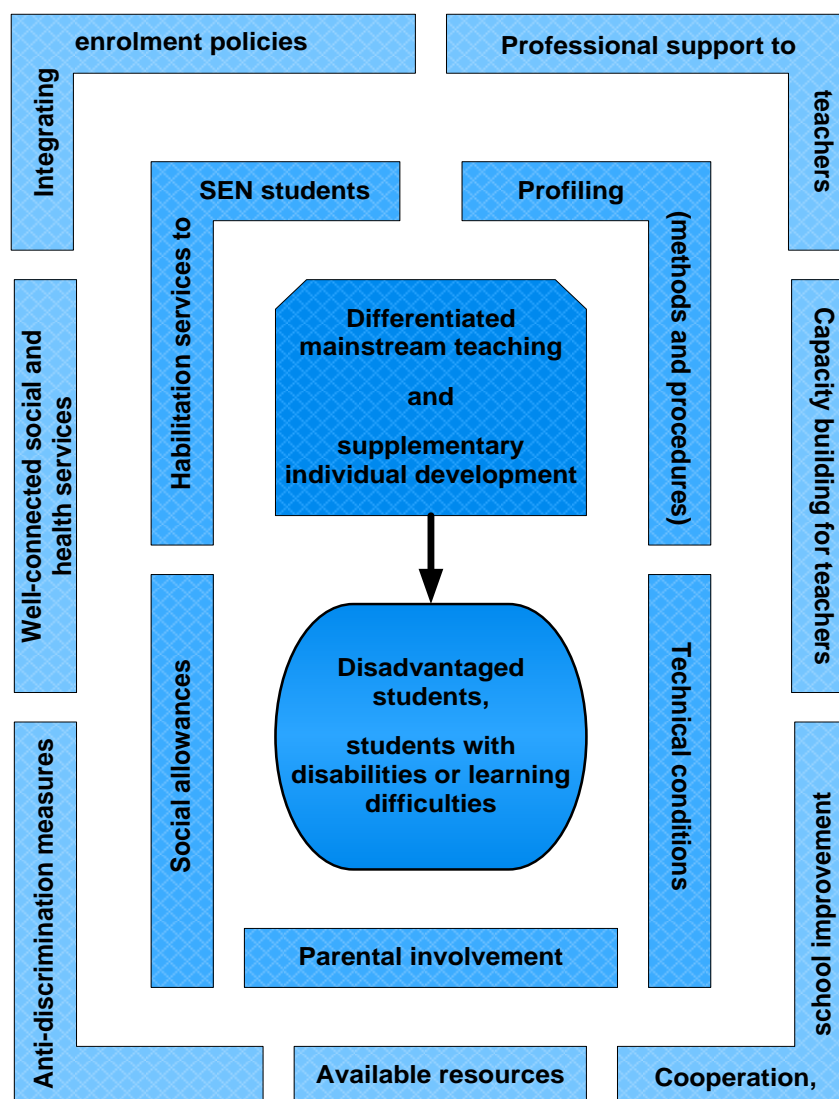 Integrating
enrolment policies
Professional support to
teachers
Habilitation services to
SEN students
Profiling
(methods and procedures)
Well-connected social and
health services
Differentiated
mainstream teaching
and
supplementary
individual development
Capacity building for teachers
Social allowances
Disadvantaged
students,
students with
disabilities or learning
difficulties
Technical conditions
Parental involvement
Anti-discrimination measures
Available resources
Cooperation,
school improvement